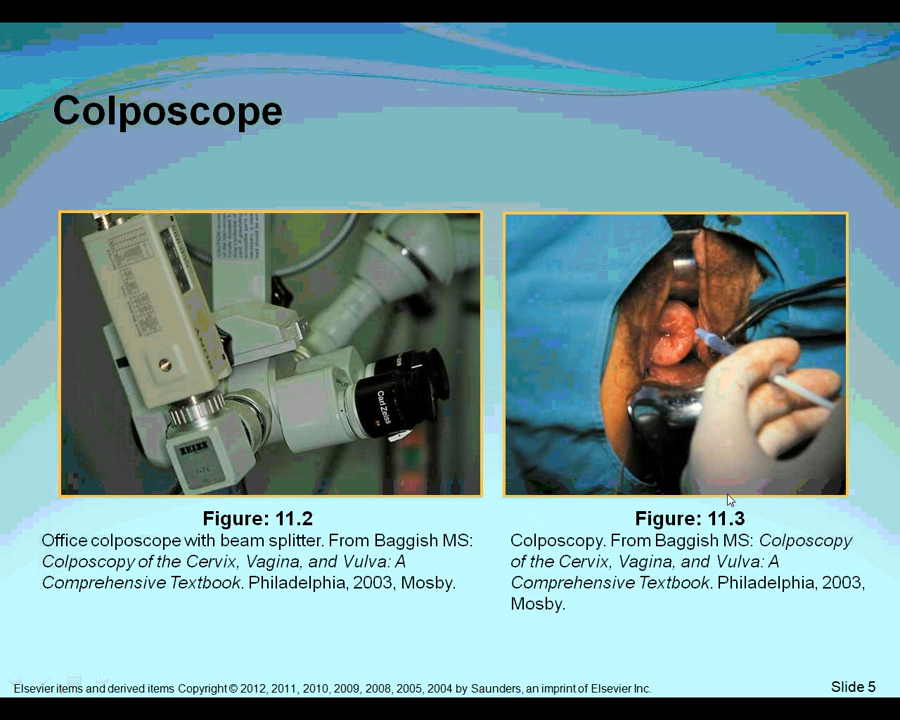 Colposcope
Carl Zeiss
ZEISS
Figure: 11.2
Office colposcope with beam splitter. From Baggish MS:
Colposcopy of the Cervix, Vagina, and Vulva: A
Comprehensive Textbook. Philadelphia, 2003, Mosby.
Figure: 11.3
Colposcopy. From Baggish MS: Colposcopy
of the Cervix, Vagina, and Vulva: A
Comprehensive Textbook. Philadelphia, 2003,
Mosby.
Elsevier items and derived items Copyright © 2012, 2011, 2010, 2009, 2008, 2005, 2004 by Saunders, an imprint of Elsevier Inc.
Slide 5